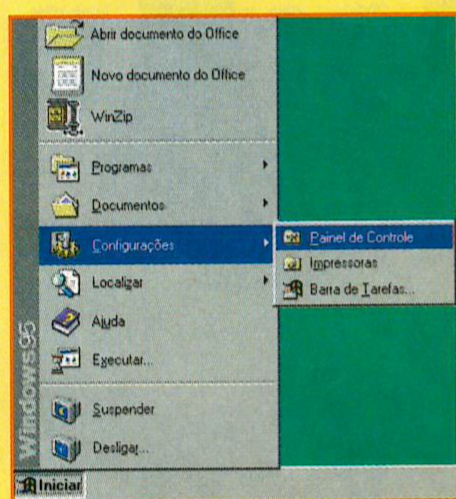 Abrir documento do Office
Novo documento do Office
WinZip
Programas
Documentos
Configurações
Painel de Controle
Impressoras
Barra de Tarefas...
Localizar
Ajuda
Executar...
Suspender
Desligar...
Windows95
Iniciar